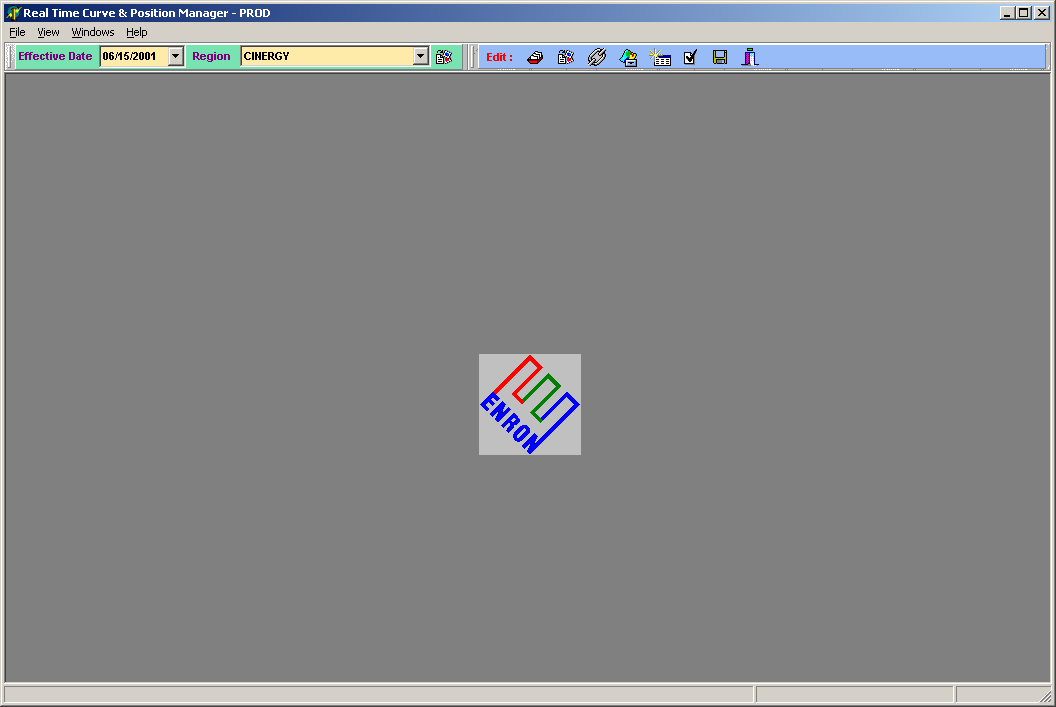 Real Time Curve & Position Manager - PROD
File View Windows Help
Effective Date 06/15/2001 Region CINERGY Edit :
ENRON